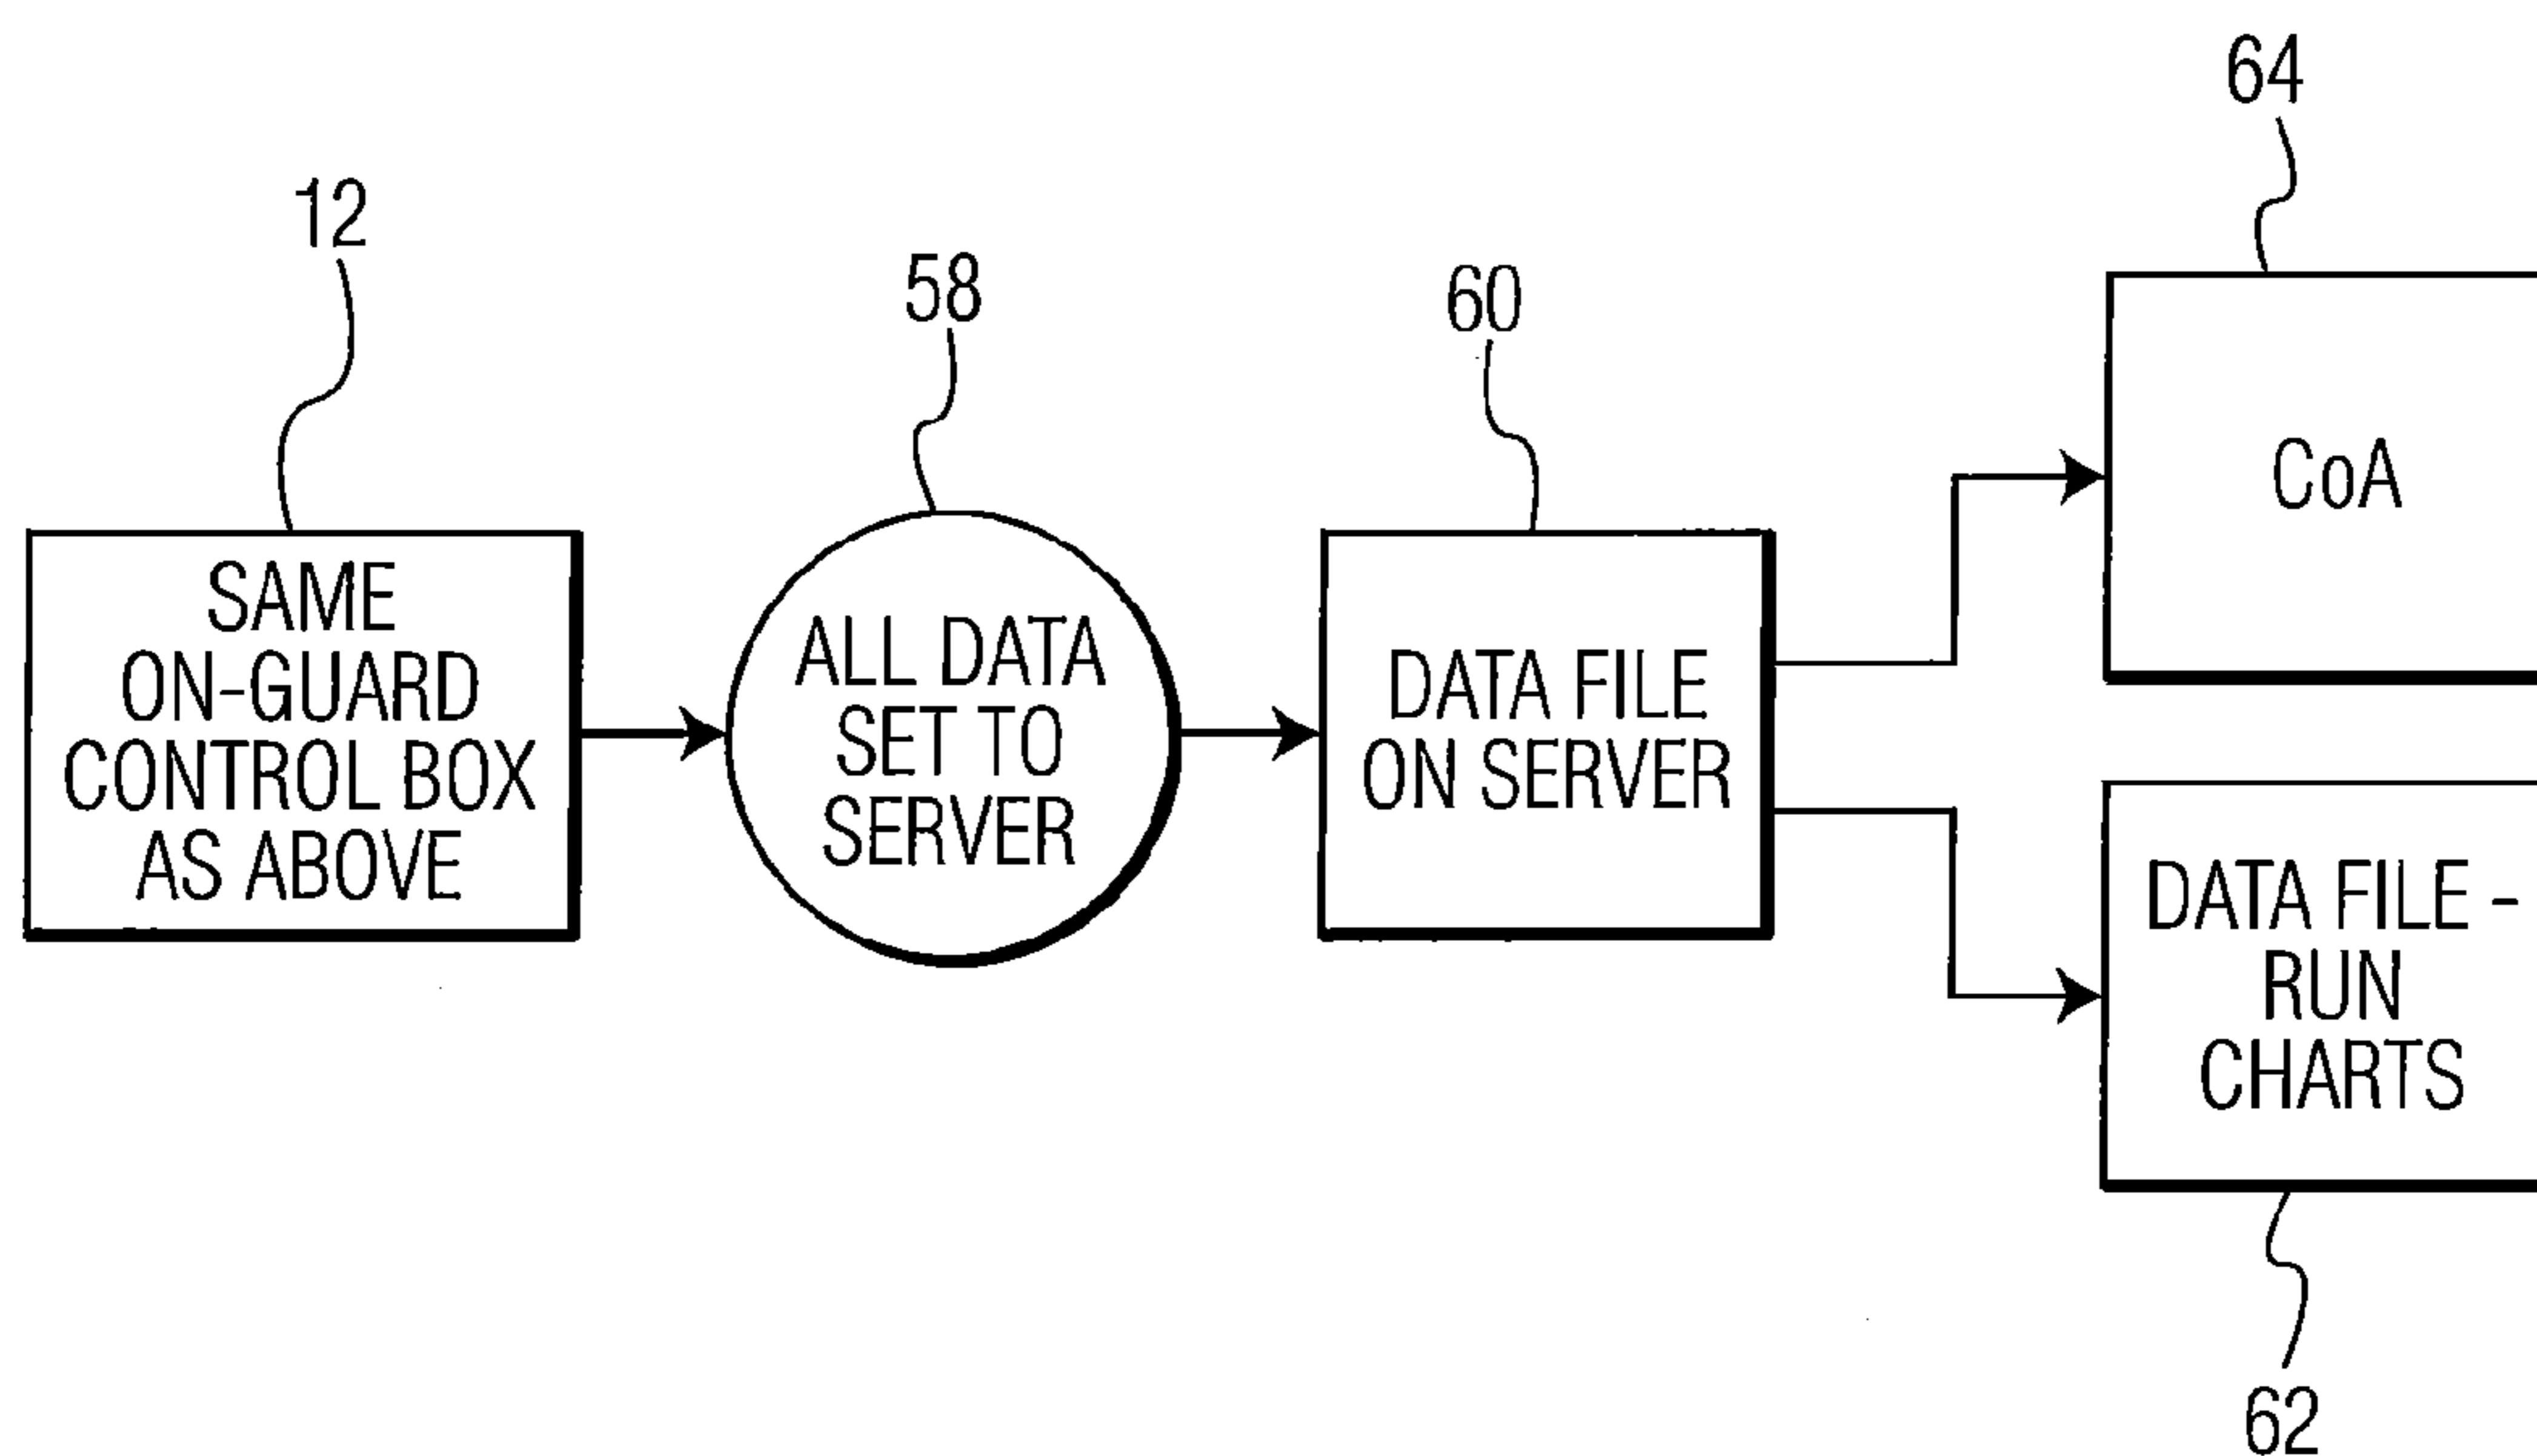 12
SAME
ON-GUARD
CONTROL BOX
AS ABOVE
58
ALL DATA
SET TO
SERVER
60
DATA FILE
ON SERVER
64
CoA
DATA FILE -
RUN
CHARTS
62